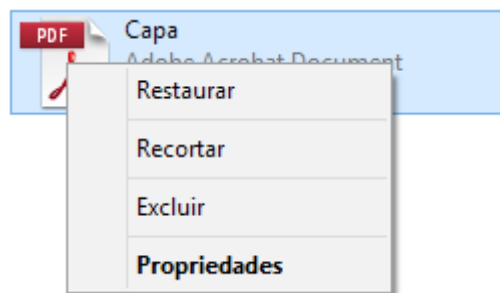 PDF
Capa
Adobe Acrobat Document
Restaurar
Recortar
Excluir
Propriedades